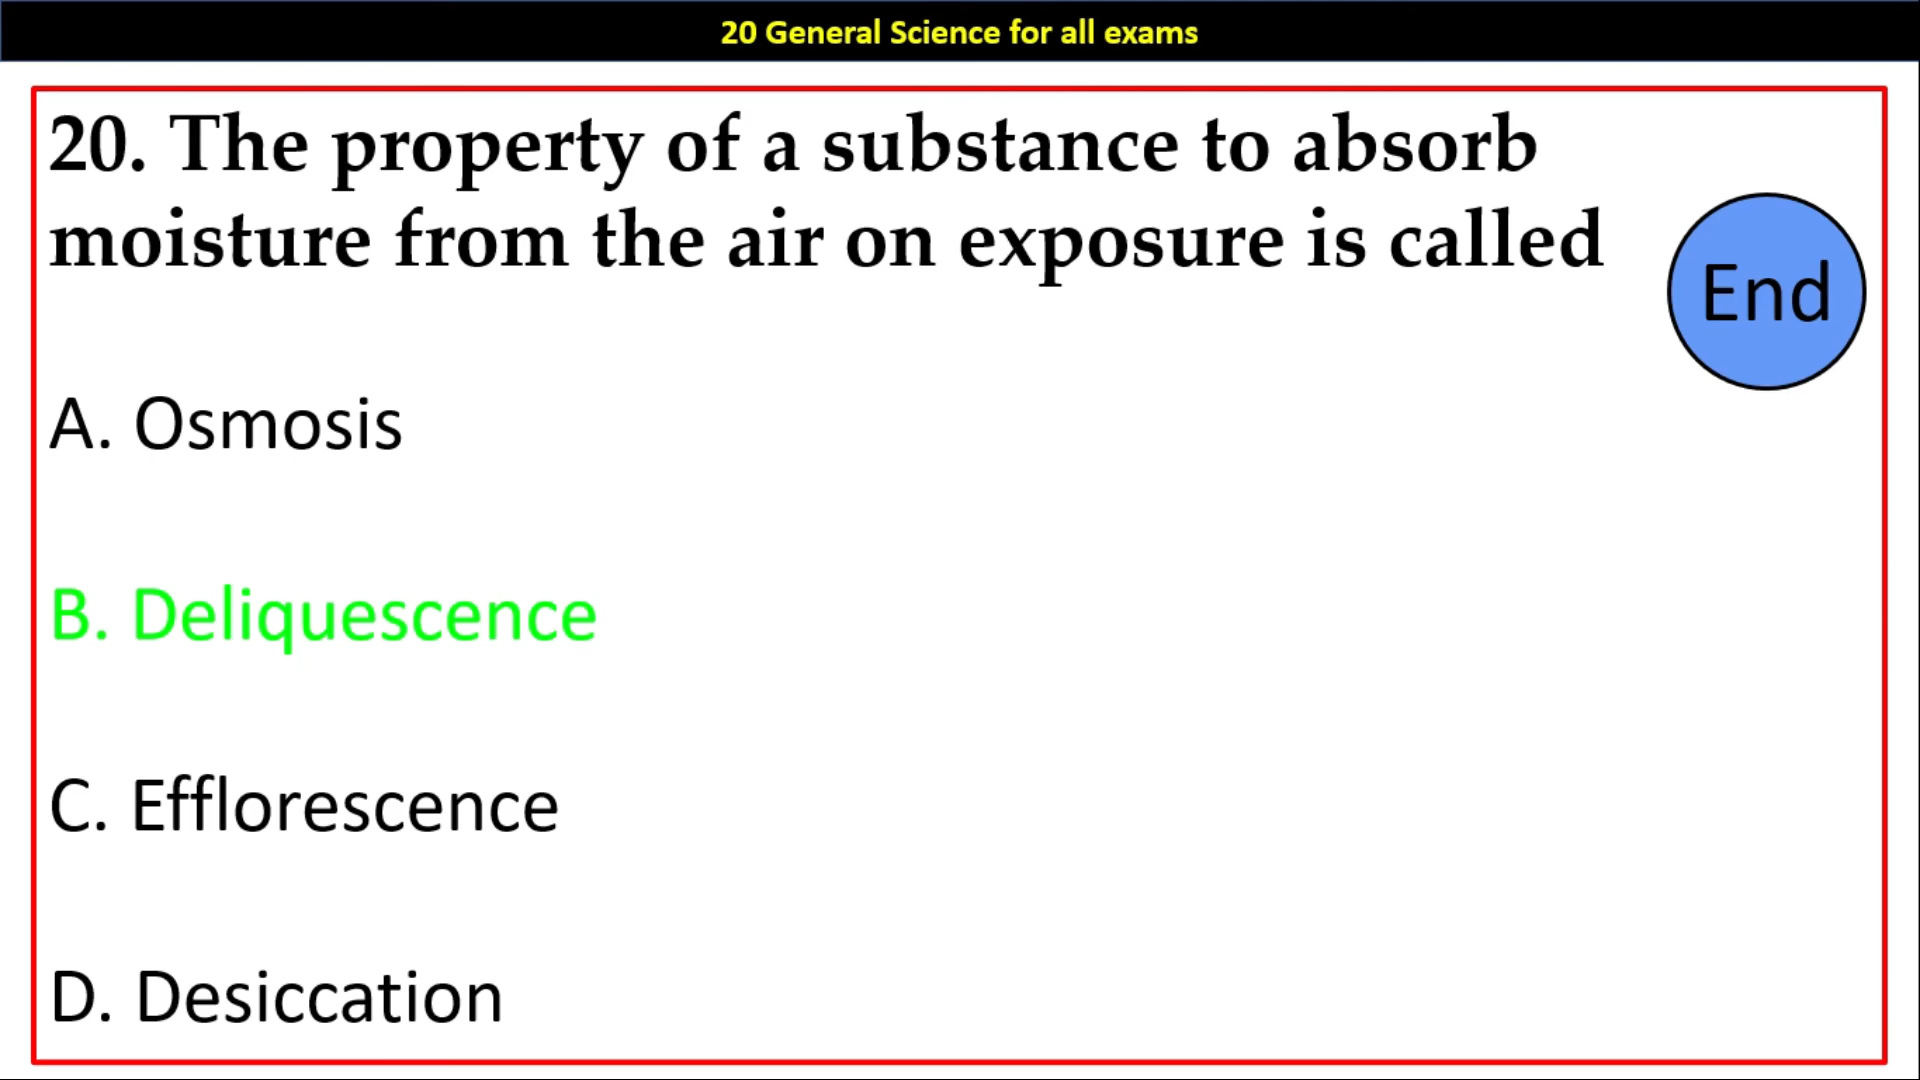 20 General Science for all exams
20. The property of a substance to absorb
moisture from the air on exposure is called
End
A. Osmosis
B. Deliquescence
C. Efflorescence
D. Desiccation